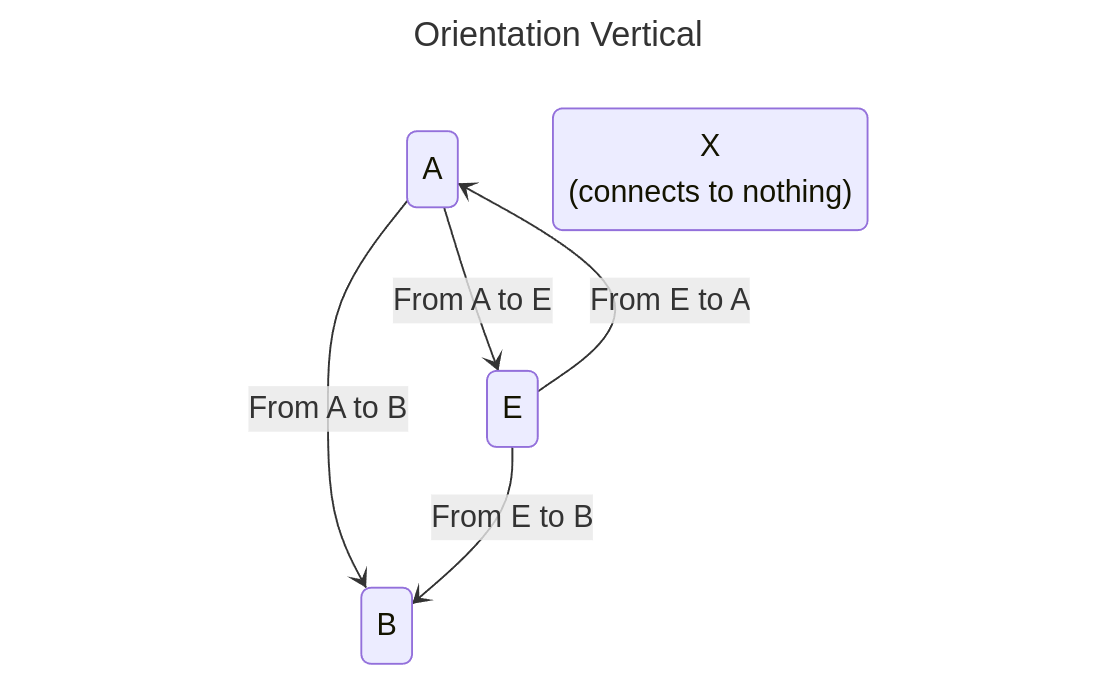 Orientation Vertical
A
X
(connects to nothing)
From A to E
From E to A
From A to B
E
From E to B
B